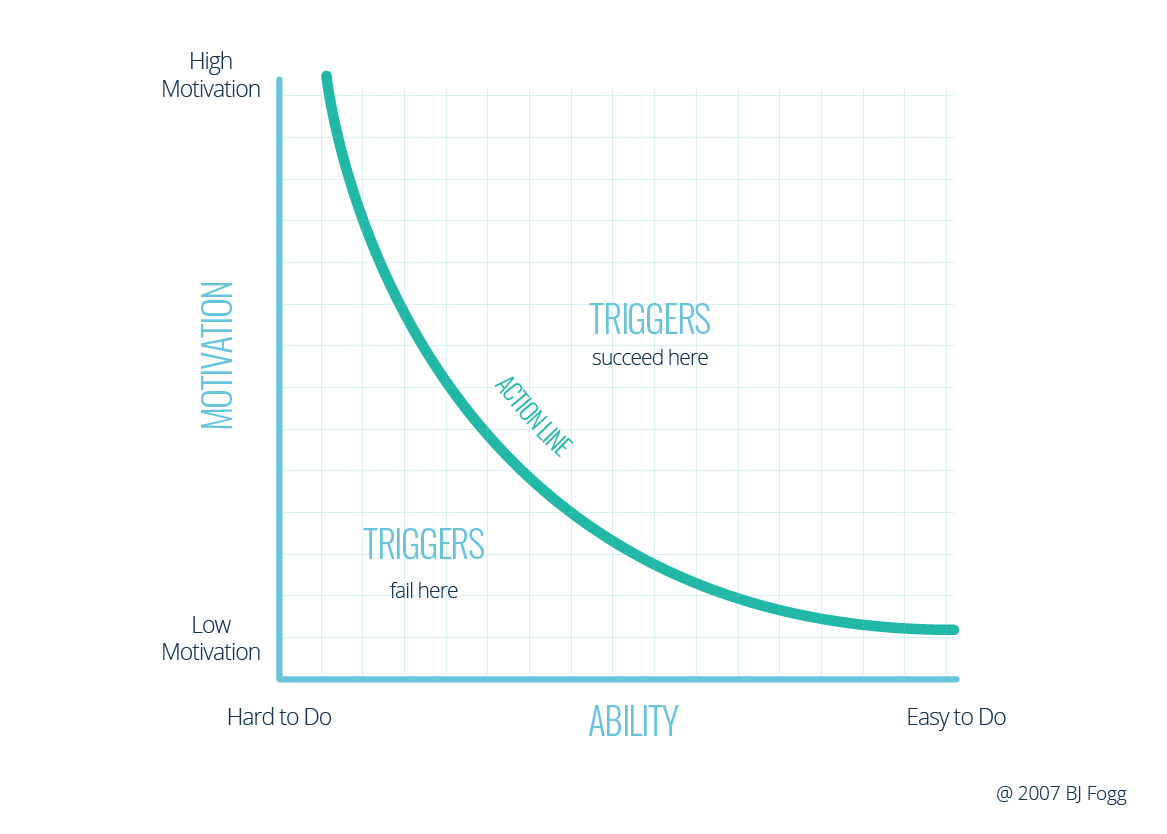 High
Motivation
MOTIVATION
TRIGGERS
succeed here
ACTION LINE
TRIGGERS
fail here
Low
Motivation
Hard to Do
ABILITY
Easy to Do
@ 2007 BJ Fogg